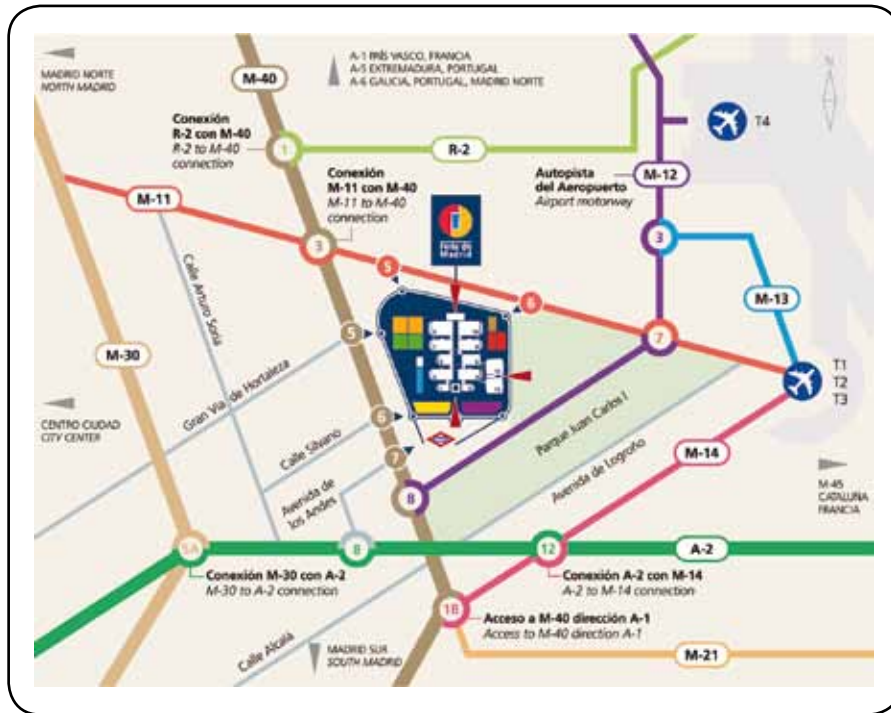 MADRID NORTE
NORTH MADRID
M-40
A-1 PAÍS VASCO, FRANCIA
A-5 EXTREMADURA, PORTUGAL
A-6 GALICIA, PORTUGAL, MADRID NORTE
N
T4
Conexión
R-2 con M-40
R-2 to M-40
connection
1
R-2
Conexión
M-11 con M-40
M-11 to M-40
connection
Autopista
del Aeropuerto
Airport motorway
M-12
M-11
3
Feria de
Madrid
3
5
6
M-13
Calle Arturo Soria
5
7
M-30
T1
T2
T3
Gran Vía de Hortaleza
CENTRO CIUDAD
CITY CENTER
6
Calle Silvano
Parque Juan Carlos I
7
M-14
Avenida de
los Andes
Avenida de Logroño
8
M-45
CATALUÑA
FRANCIA
5A
8
12
A-2
Conexión M-30 con A-2
M-30 to A-2 connection
Conexión A-2 con M-14
A-2 to M-14 connection
1B
Acceso a M-40 dirección A-1
Access to M-40 direction A-1
Calle Alcalá
MADRID SUR
SOUTH MADRID
M-21